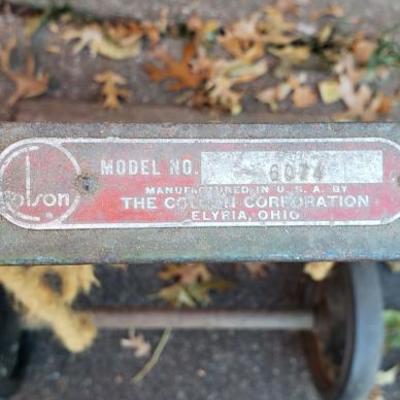 Colson
MODEL NO. 6074
MANUFACTURED IN U.S.A. BY
THE COLSON CORPORATION
ELYRIA, OHIO